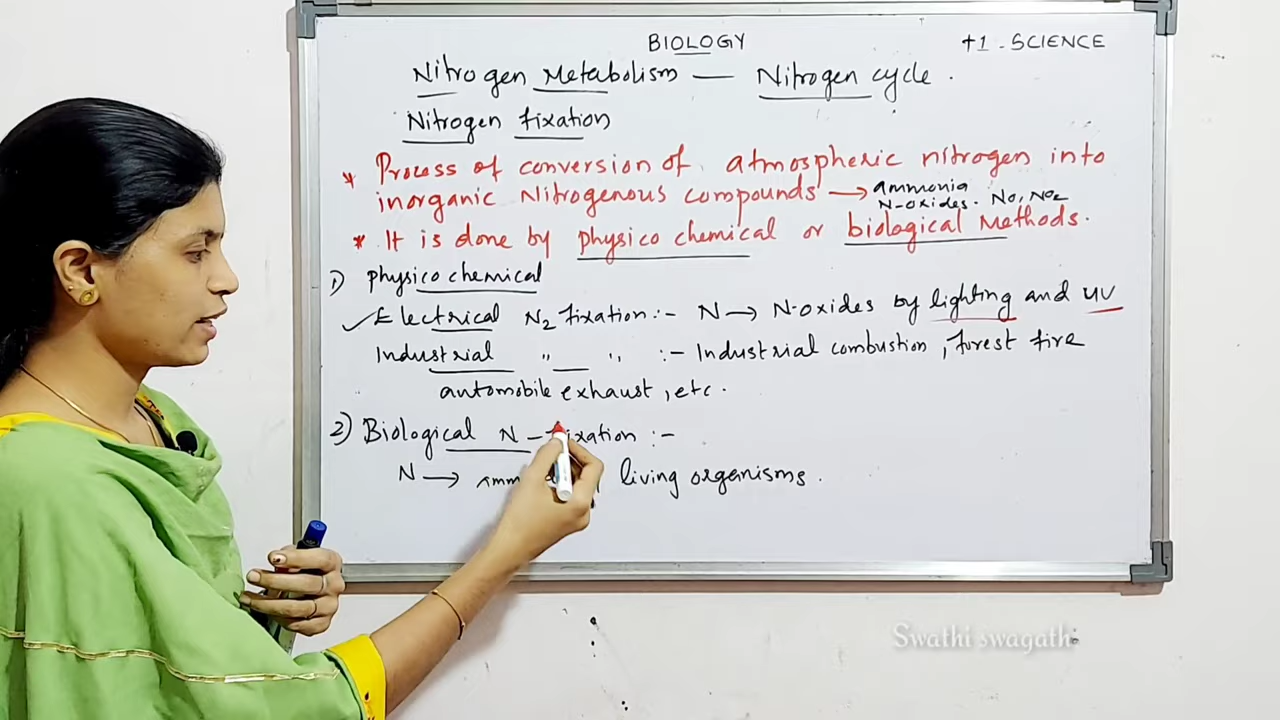 BIOLOGY +1 - SCIENCE
Nitrogen Metabolism — Nitrogen cycle.
Nitrogen fixation
* Process of conversion of atmospheric nitrogen into
inorganic Nitrogenous compounds → ammonia
N-oxides. NO, NO2
* It is done by physico chemical or biological Methods.
1) physico chemical
✓ Electrical N2 fixation :- N → N-oxides by lighting and UV
Industrial " " :- Industrial combustion, forest fire
automobile exhaust, etc.
2) Biological N - fixation :-
N → living organisms.
Swathi swagath